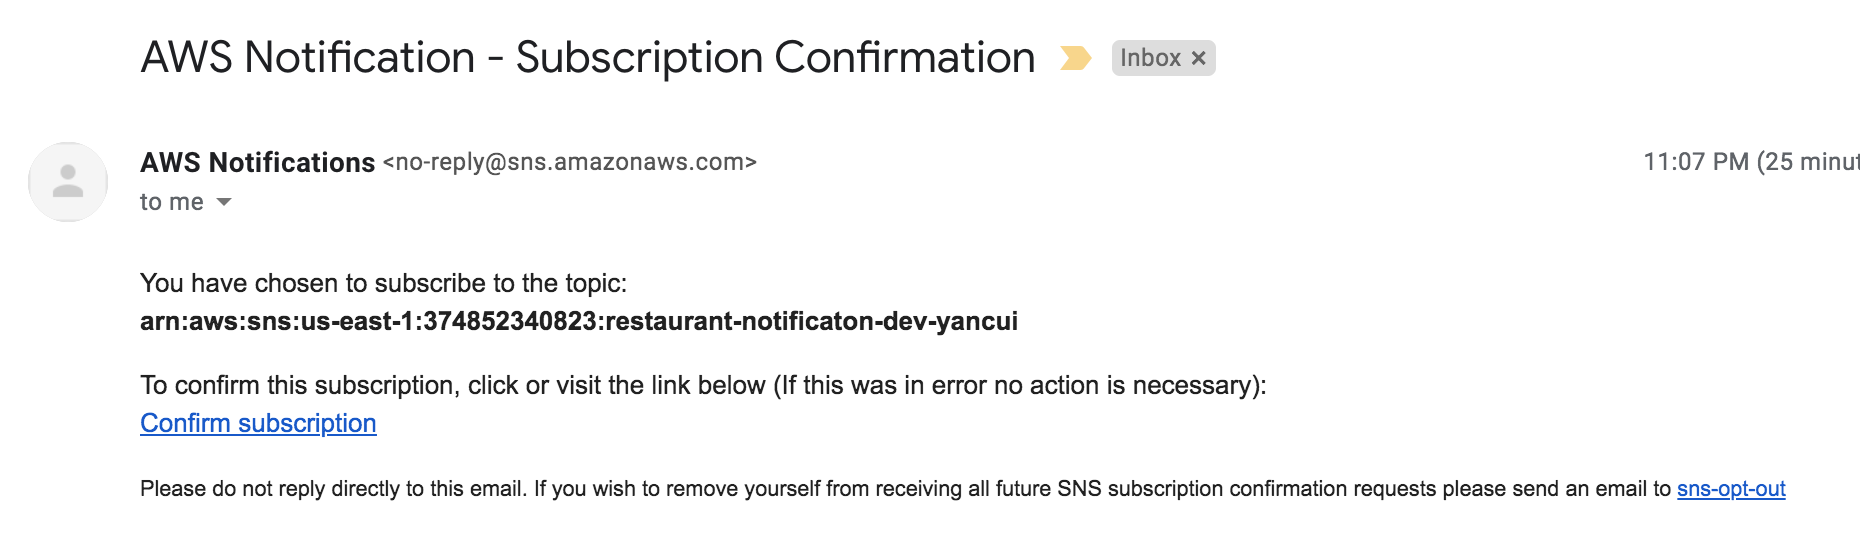 AWS Notification - Subscription Confirmation Inbox ×
AWS Notifications <no-reply@sns.amazonaws.com> 11:07 PM (25
to me
You have chosen to subscribe to the topic:
arn:aws:sns:us-east-1:374852340823:restaurant-notificaton-dev-yancui
To confirm this subscription, click or visit the link below (If this was in error no action is necessary):
Confirm subscription
Please do not reply directly to this email. If you wish to remove yourself from receiving all future SNS subscription confirmation requests please send an email to sns-opt-out